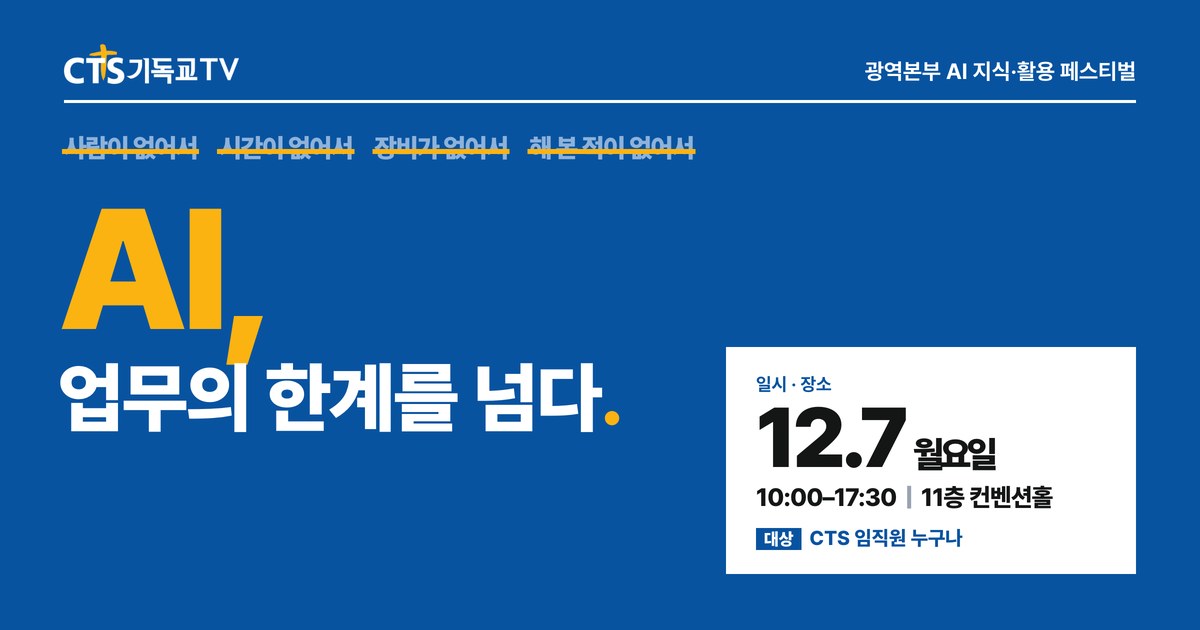 CTS기독교TV
광역본부 AI 지식·활용 페스티벌
사람이 없어서 시간이 없어서 장비가 없어서 해 본 적이 없어서
AI,
업무의 한계를 넘다.
일시 · 장소
12.7 월요일
10:00–17:30 | 11층 컨벤션홀
대상 CTS 임직원 누구나